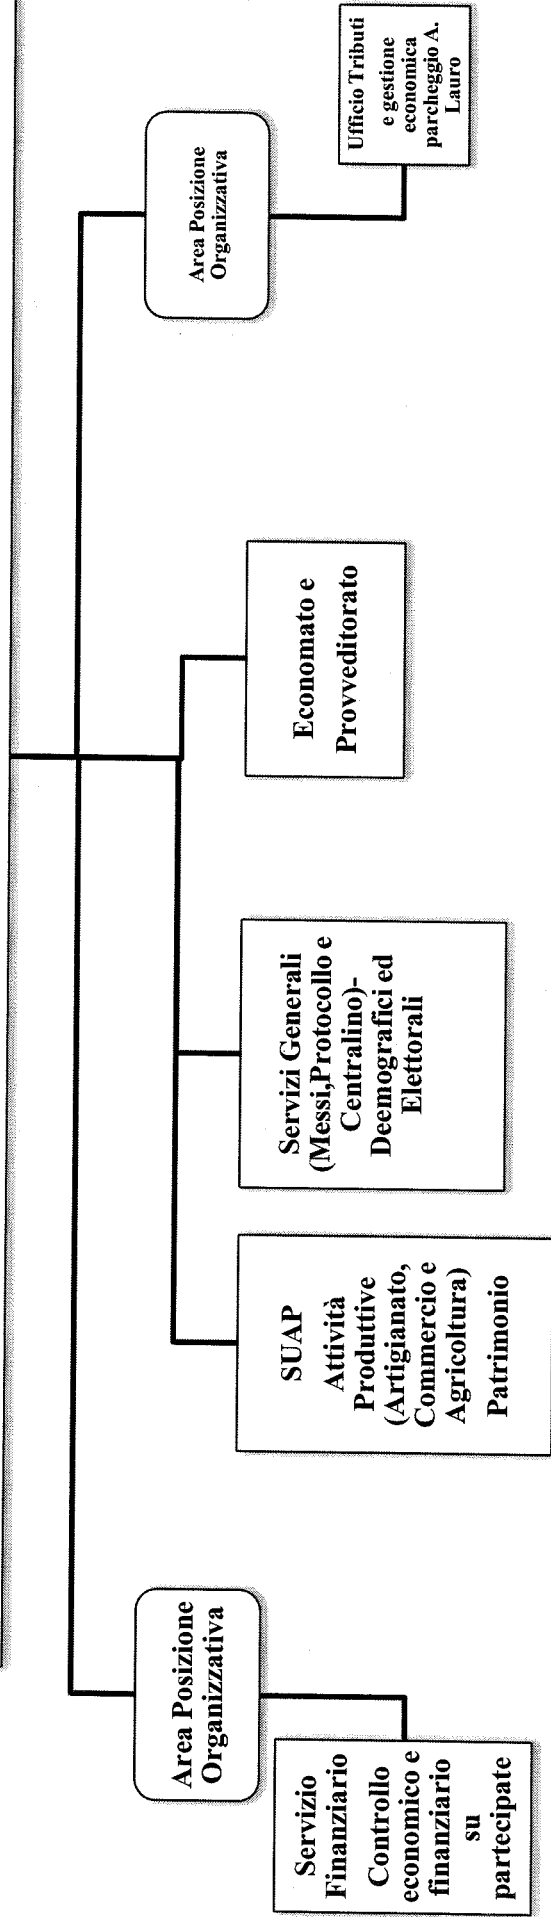 Area Posizione
Organizzativa
Servizio
Finanziario
Controllo
economico e
finanziario
su
partecipate
SUAP
Attività
Produttive
(Artigianato,
Commercio e
Agricoltura)
Patrimonio
Servizi Generali
(Messi,Protocollo e
Centralino)-
Deemografici ed
Elettorali
Economato e
Provveditorato
Area Posizione
Organizzativa
Ufficio Tributi
e gestione
economica
parcheggio A.
Lauro